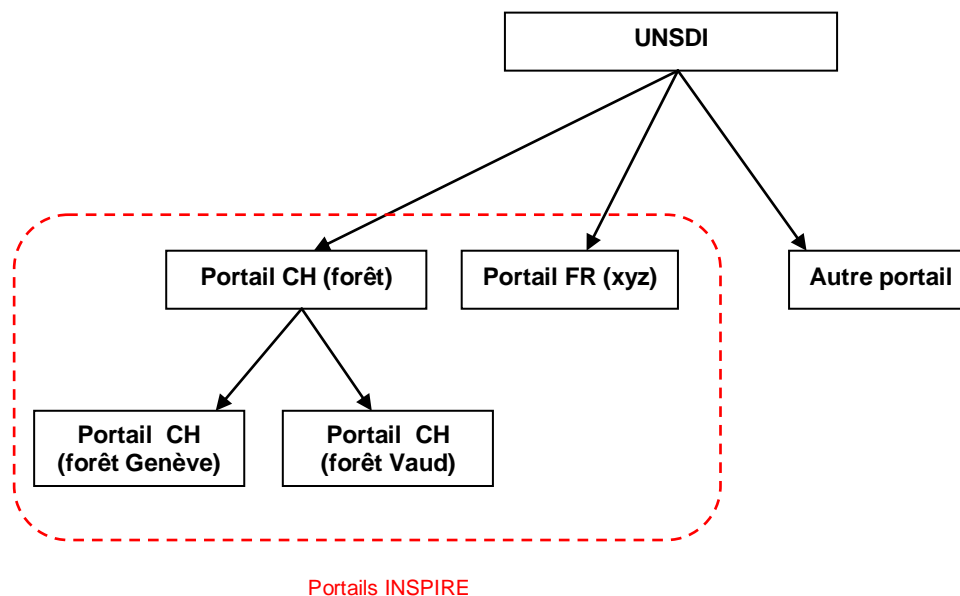 UNSDI
Portail CH (forêt)
Portail FR (xyz)
Autre portail
Portail CH
(forêt Genève)
Portail CH
(forêt Vaud)
Portails INSPIRE